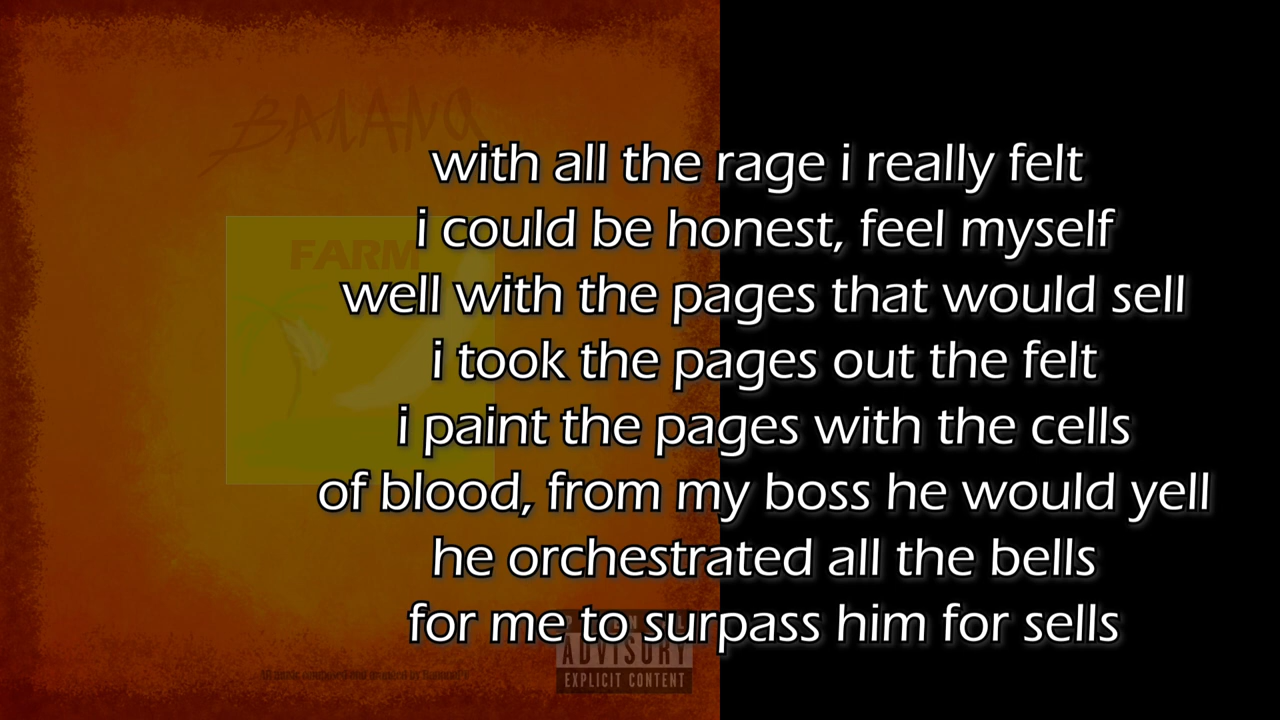 FARM
with all the rage i really felt
i could be honest, feel myself
well with the pages that would sell
i took the pages out the felt
i paint the pages with the cells
of blood, from my boss he would yell
he orchestrated all the bells
for me to surpass him for sells
ADVISORY
EXPLICIT CONTENT